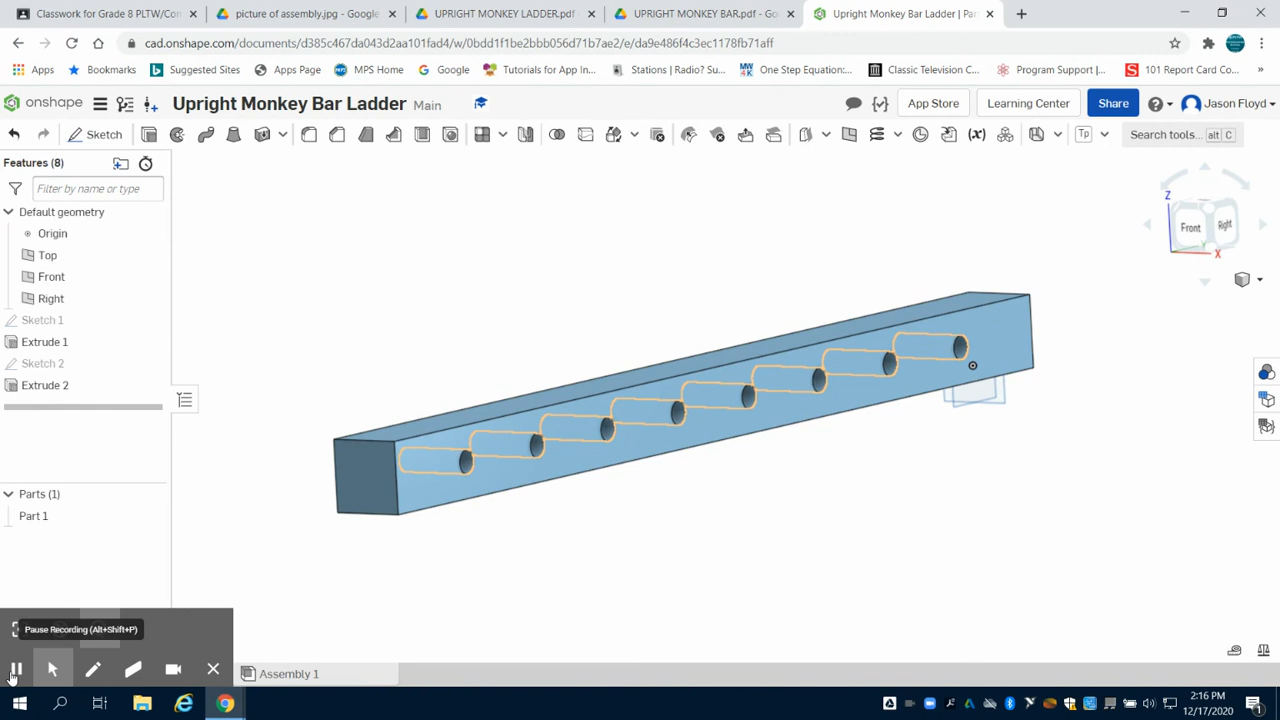 Classwork for Grade 8 PLTW/Con
picture of assembly.jpg - Google
UPRIGHT MONKEY LADDER.pdf
UPRIGHT MONKEY BAR.pdf - Go
Upright Monkey Bar Ladder | Par
cad.onshape.com/documents/d385c467da043d2aa101fad4/w/0bdd1f1be2bbb056d71b7ae2/e/da9e486f4c3ec1178fb71aff
Apps
Bookmarks
Suggested Sites
Apps Page
MPS Home
Google
Tutorials for App In...
Stations | Radio? Su...
One Step Equation:...
Classic Television C...
Program Support |...
101 Report Card Co...
onshape
Upright Monkey Bar Ladder Main
App Store
Learning Center
Share
Jason Floyd
Sketch
Tp
Search tools... alt C
Features (8)
Filter by name or type
Default geometry
Origin
Top
Front
Right
Sketch 1
Extrude 1
Sketch 2
Extrude 2
Parts (1)
Part 1
Z
Front
Right
X
Pause Recording (Alt+Shift+P)
Assembly 1
2:16 PM
12/17/2020
1